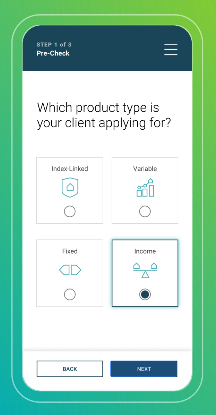 STEP 1 of 3
Pre-Check
Which product type is
your client applying for?
Index-Linked
Variable
Fixed
Income
BACK
NEXT